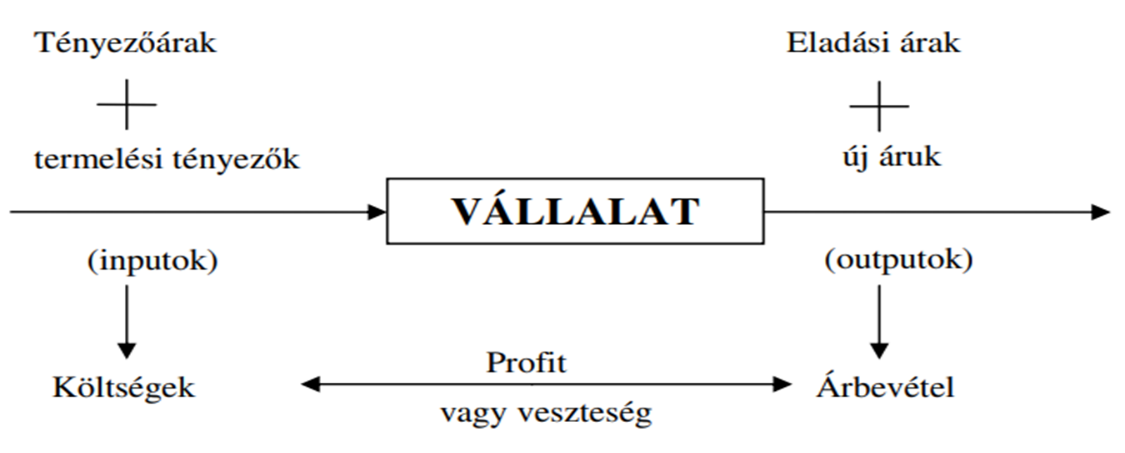 Tényezőárak
Eladási árak
termelési tényezők
új áruk
VÁLLALAT
(inputok)
(outputok)
Profit
Költségek
Árbevétel
vagy veszteség